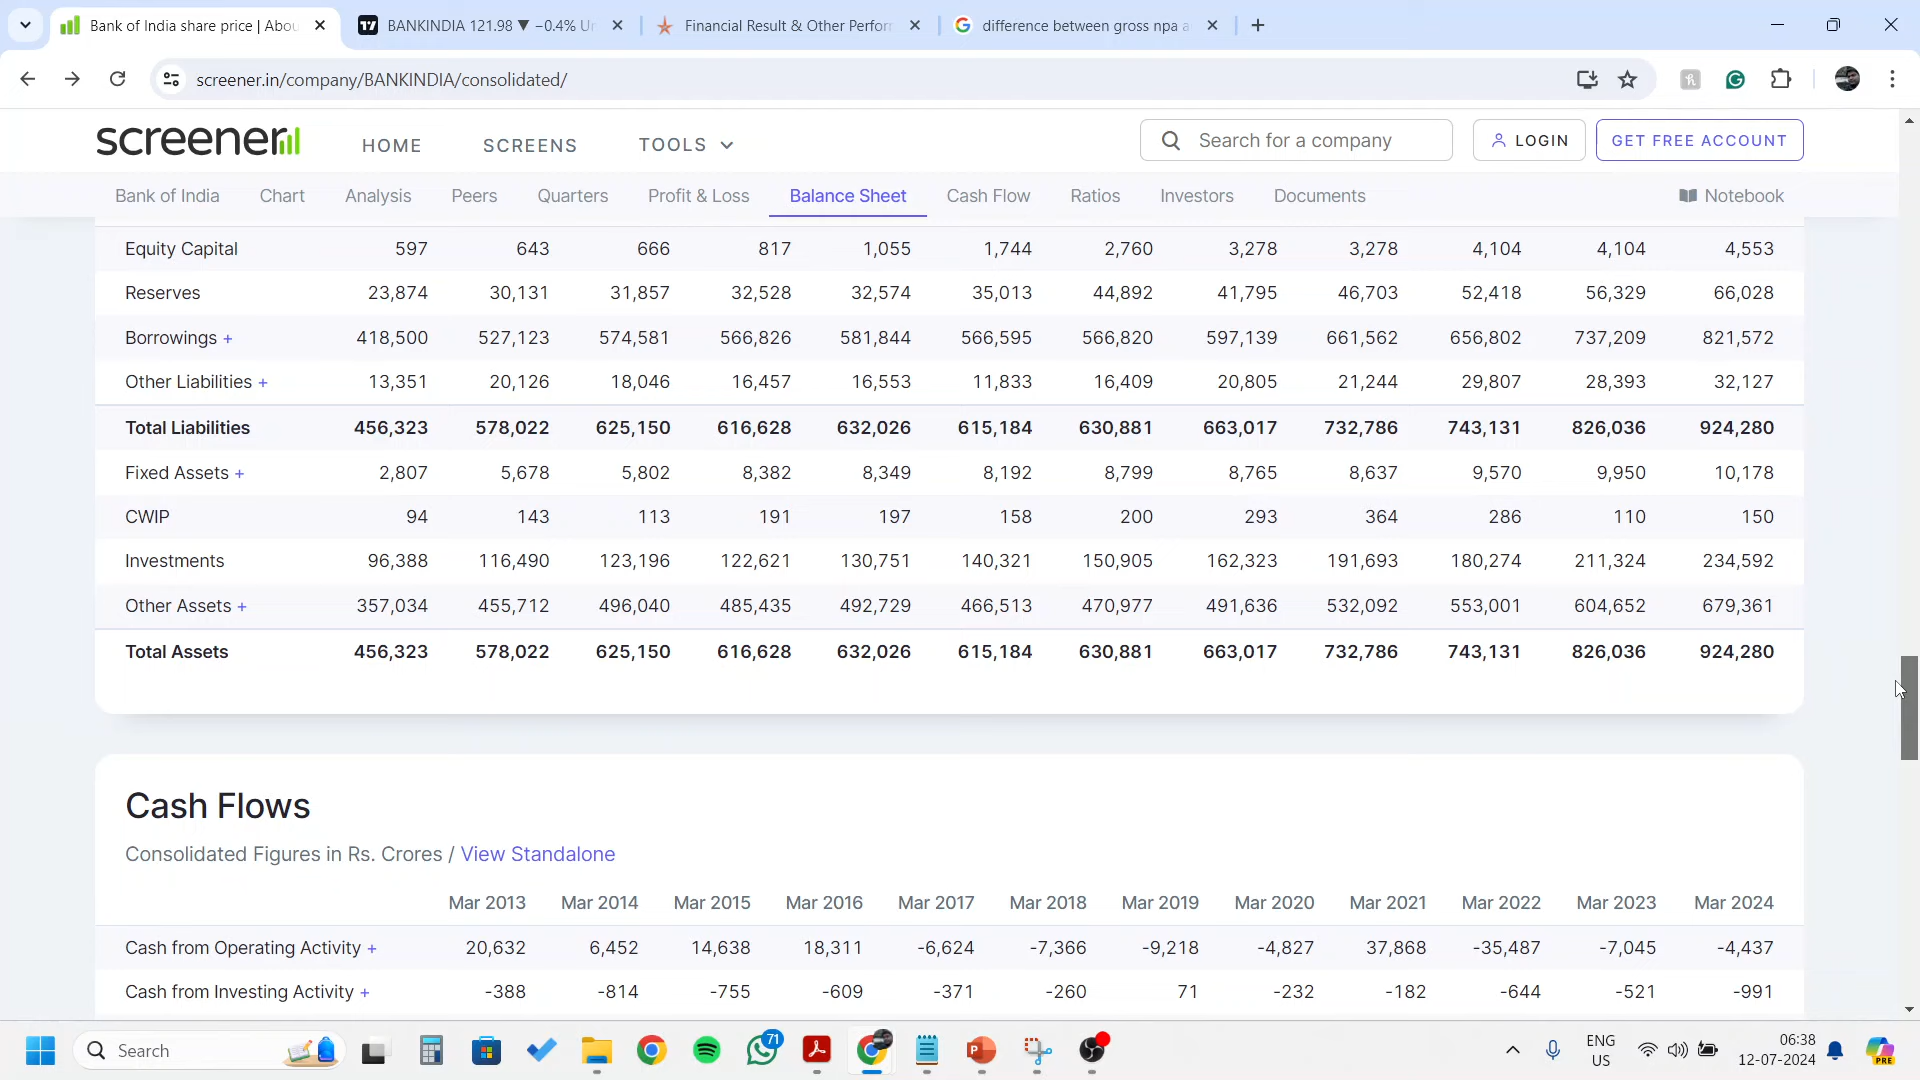 Bank of India share price | Abou
BANKINDIA 121.98 ▼ −0.4% Ur
Financial Result & Other Perfor
difference between gross npa a
screener.in/company/BANKINDIA/consolidated/
screener
HOME
SCREENS
TOOLS
Search for a company
LOGIN
GET FREE ACCOUNT
Bank of India Chart Analysis Peers Quarters Profit & Loss Balance Sheet Cash Flow Ratios Investors Documents Notebook
Equity Capital 597 643 666 817 1,055 1,744 2,760 3,278 3,278 4,104 4,104 4,553
Reserves 23,874 30,131 31,857 32,528 32,574 35,013 44,892 41,795 46,703 52,418 56,329 66,028
Borrowings + 418,500 527,123 574,581 566,826 581,844 566,595 566,820 597,139 661,562 656,802 737,209 821,572
Other Liabilities + 13,351 20,126 18,046 16,457 16,553 11,833 16,409 20,805 21,244 29,807 28,393 32,127
Total Liabilities 456,323 578,022 625,150 616,628 632,026 615,184 630,881 663,017 732,786 743,131 826,036 924,280
Fixed Assets + 2,807 5,678 5,802 8,382 8,349 8,192 8,799 8,765 8,637 9,570 9,950 10,178
CWIP 94 143 113 191 197 158 200 293 364 286 110 150
Investments 96,388 116,490 123,196 122,621 130,751 140,321 150,905 162,323 191,693 180,274 211,324 234,592
Other Assets + 357,034 455,712 496,040 485,435 492,729 466,513 470,977 491,636 532,092 553,001 604,652 679,361
Total Assets 456,323 578,022 625,150 616,628 632,026 615,184 630,881 663,017 732,786 743,131 826,036 924,280
Cash Flows
Consolidated Figures in Rs. Crores / View Standalone
Mar 2013 Mar 2014 Mar 2015 Mar 2016 Mar 2017 Mar 2018 Mar 2019 Mar 2020 Mar 2021 Mar 2022 Mar 2023 Mar 2024
Cash from Operating Activity + 20,632 6,452 14,638 18,311 -6,624 -7,366 -9,218 -4,827 37,868 -35,487 -7,045 -4,437
Cash from Investing Activity + -388 -814 -755 -609 -371 -260 71 -232 -182 -644 -521 -991
Search
71
ENG
US
06:38
12-07-2024
PRE